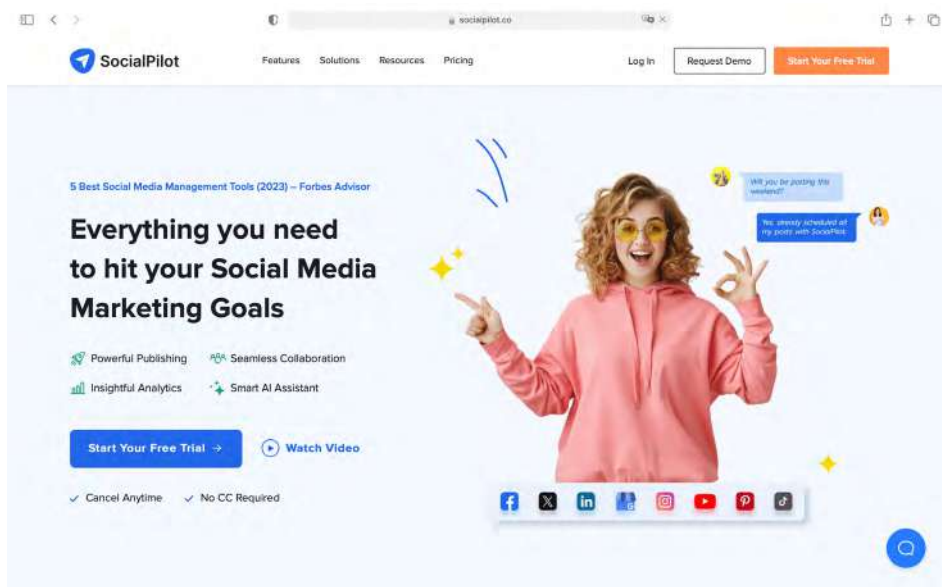 socialpilot.co
SocialPilot
Features Solutions Resources Pricing
Log In Request Demo Start Your Free Trial
5 Best Social Media Management Tools (2023) – Forbes Advisor
Everything you need
to hit your Social Media
Marketing Goals
Powerful Publishing Seamless Collaboration
Insightful Analytics Smart AI Assistant
Start Your Free Trial →
Watch Video
Cancel Anytime No CC Required
Will you be posting this
weekend?
Yes, already scheduled all
my posts with SocialPilot